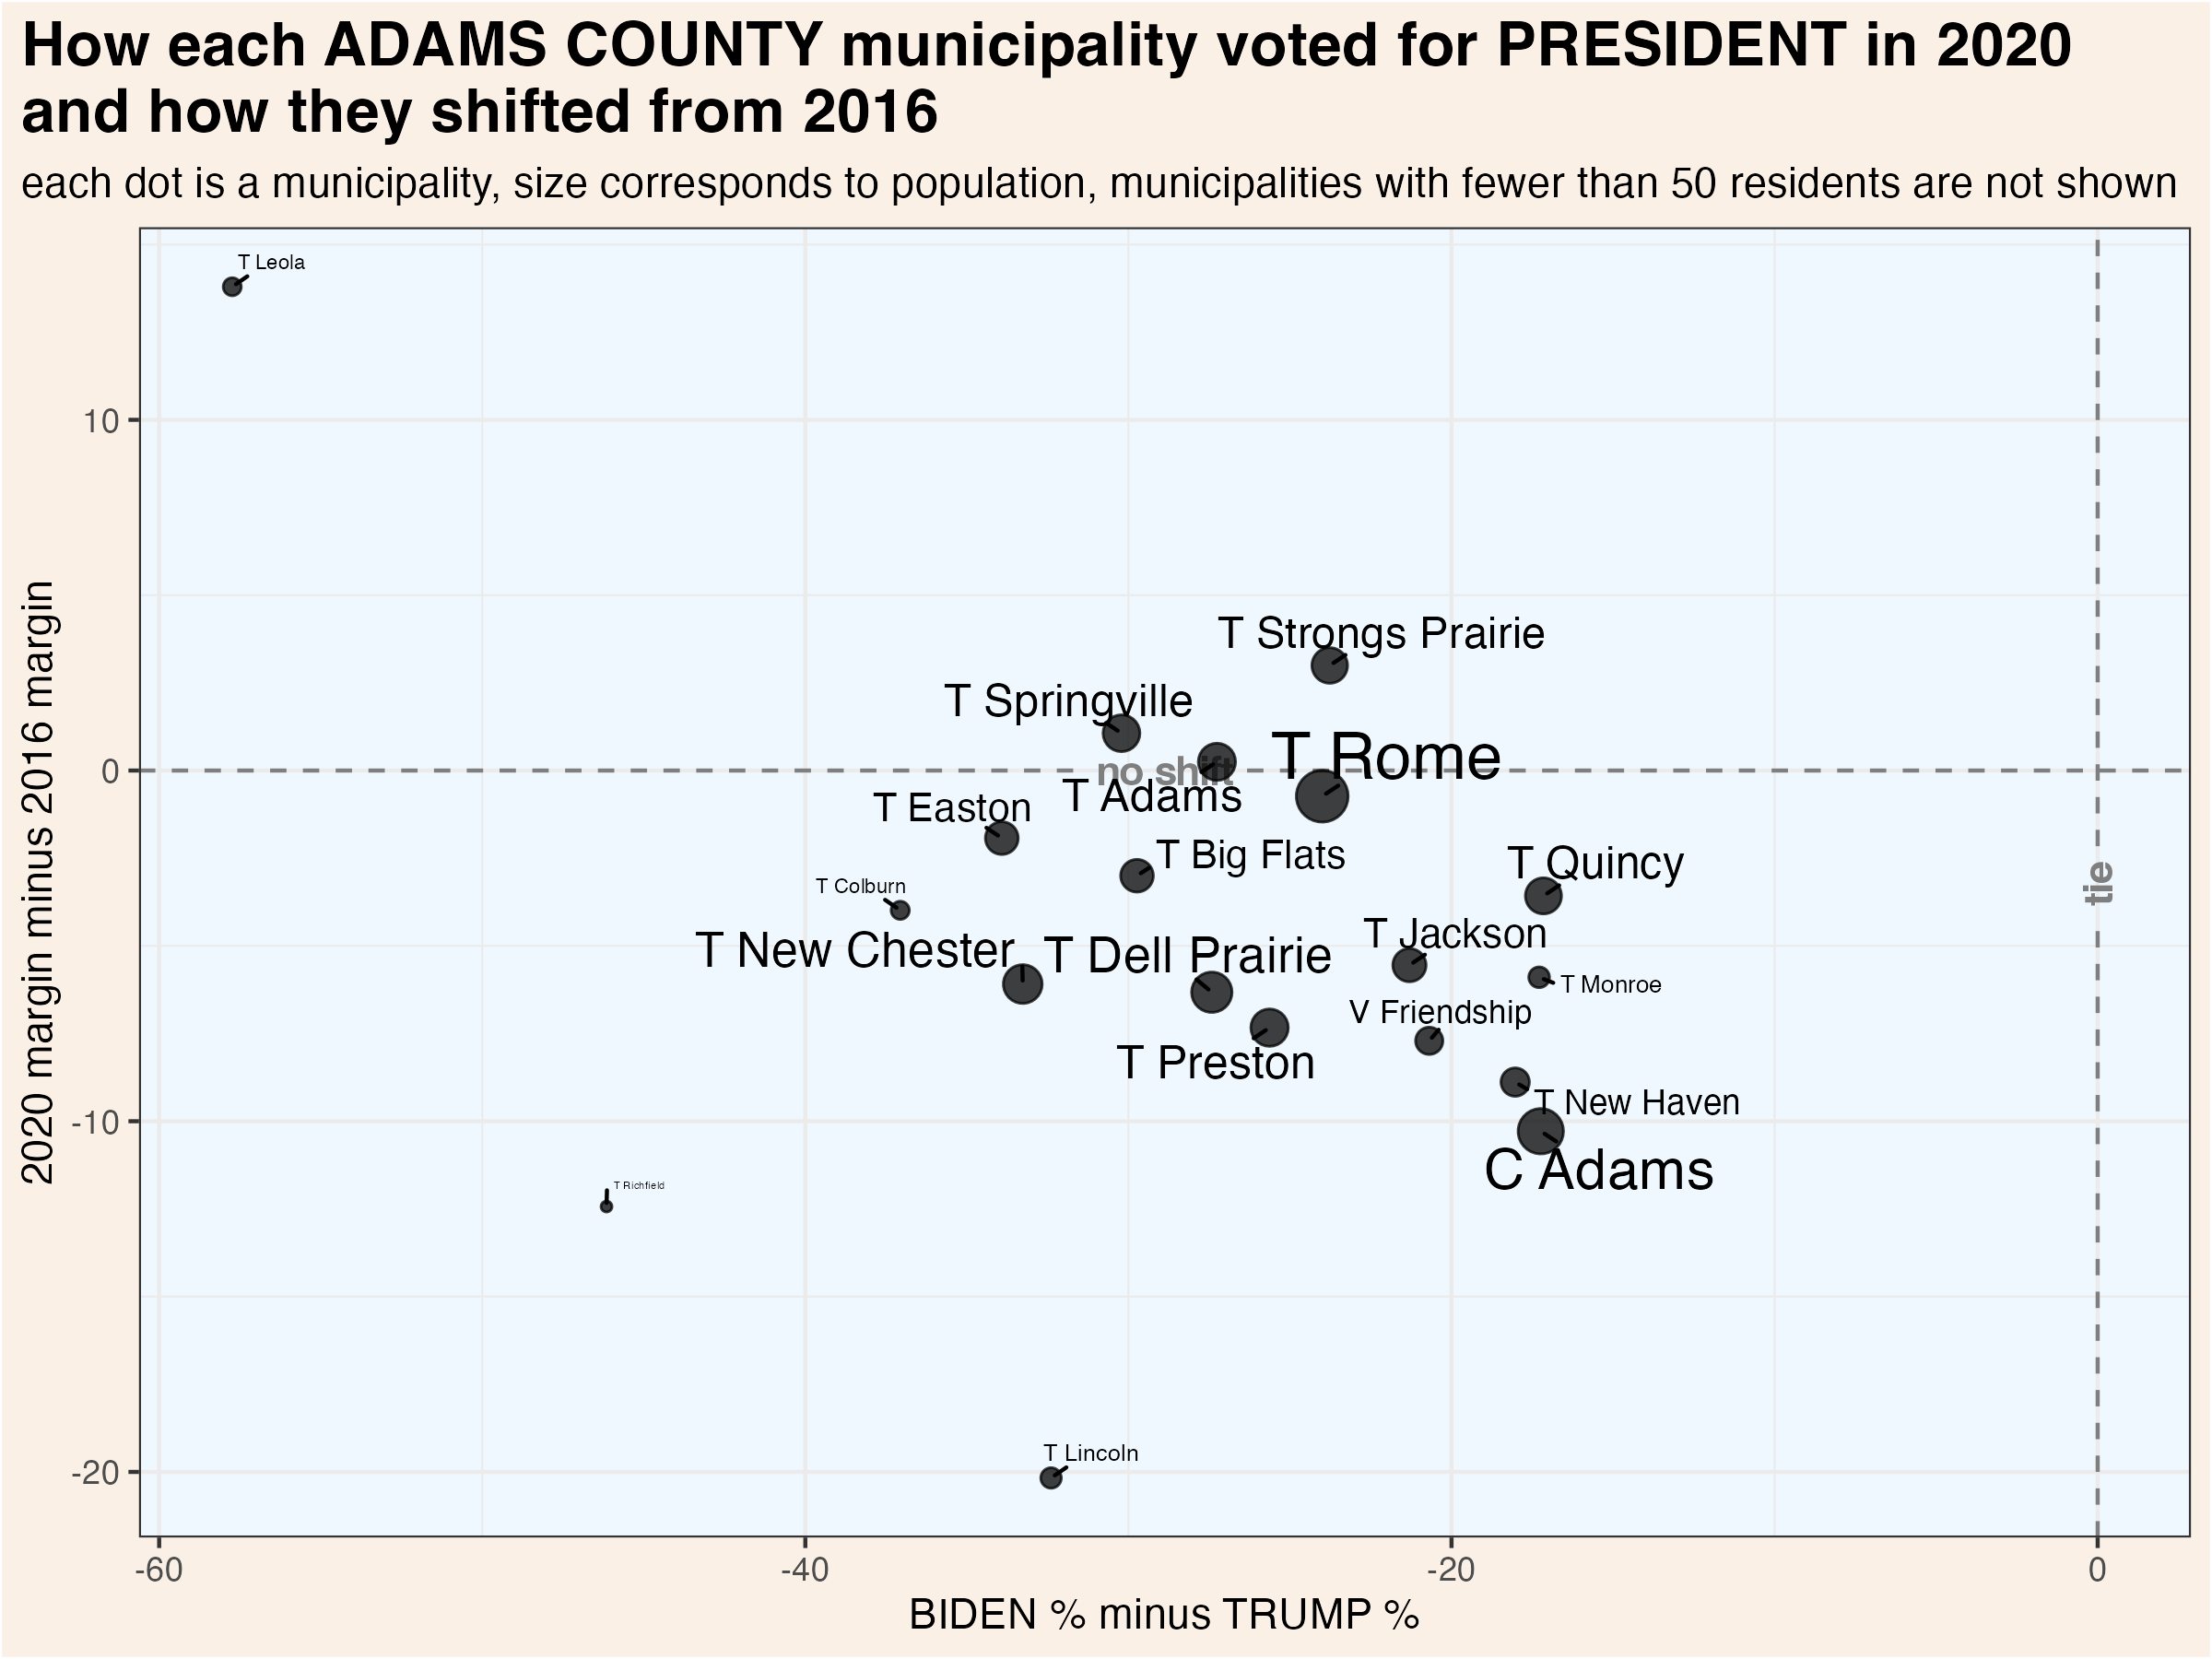 How each ADAMS COUNTY municipality voted for PRESIDENT in 2020
and how they shifted from 2016
each dot is a municipality, size corresponds to population, municipalities with fewer than 50 residents are not shown
T Leola
10
T Strongs Prairie
T Springville
T Rome
0
no shift
T Adams
T Easton
T Big Flats
T Quincy
tie
T Colburn
T Jackson
T New Chester
T Dell Prairie
T Monroe
V Friendship
T Preston
T New Haven
-10
C Adams
T Richfield
T Lincoln
-20
2020 margin minus 2016 margin
-60
-40
-20
0
BIDEN % minus TRUMP %